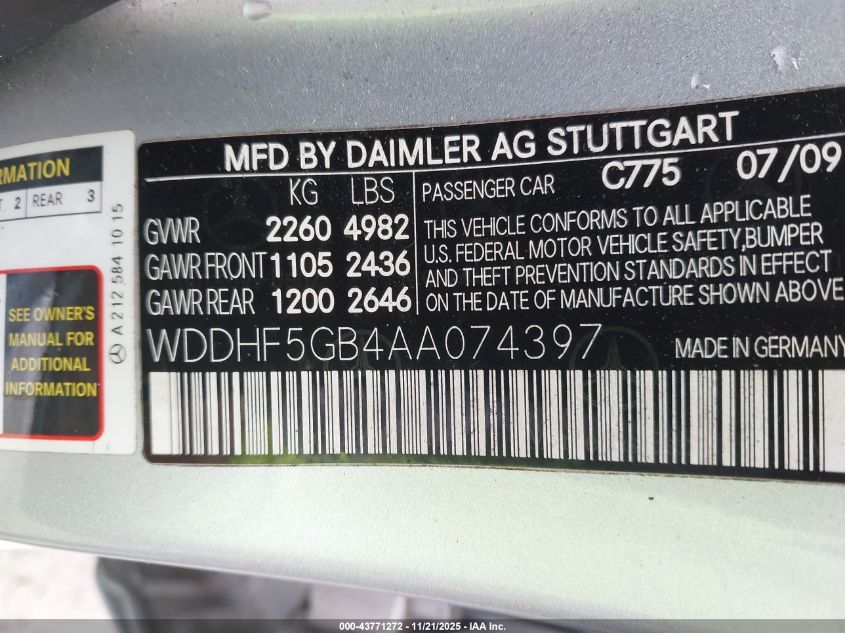 MFD BY DAIMLER AG STUTTGART
C775 07/09
KG LBS
GVWR 2260 4982
GAWR FRONT 1105 2436
GAWR REAR 1200 2646
PASSENGER CAR
THIS VEHICLE CONFORMS TO ALL APPLICABLE
U.S. FEDERAL MOTOR VEHICLE SAFETY,BUMPER
AND THEFT PREVENTION STANDARDS IN EFFECT
ON THE DATE OF MANUFACTURE SHOWN ABOVE
WDDHF5GB4AA074397
MADE IN GERMANY
2 REAR 3
SEE OWNER'S
MANUAL FOR
ADDITIONAL
INFORMATION
A 212 584 10 15
000-43771272 - 11/21/2025 - IAA Inc.